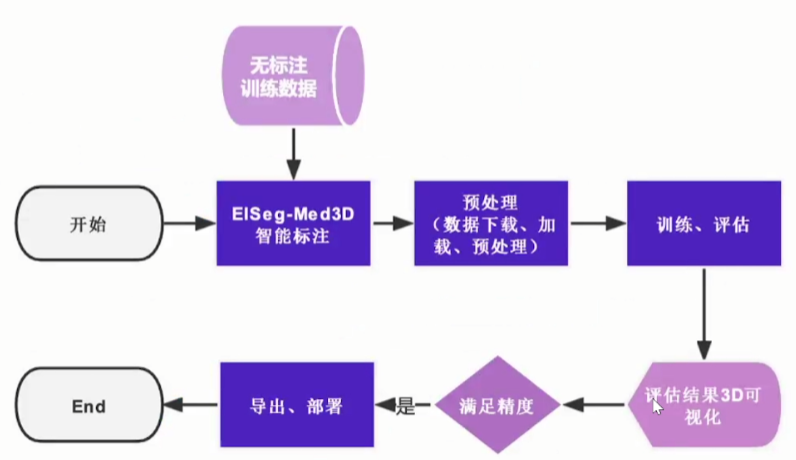 无标注
训练数据
开始
EISeg-Med3D
智能标注
预处理
（数据下载、加
载、预处理）
训练、评估
End
导出、部署
是
满足精度
评估结果3D可
视化